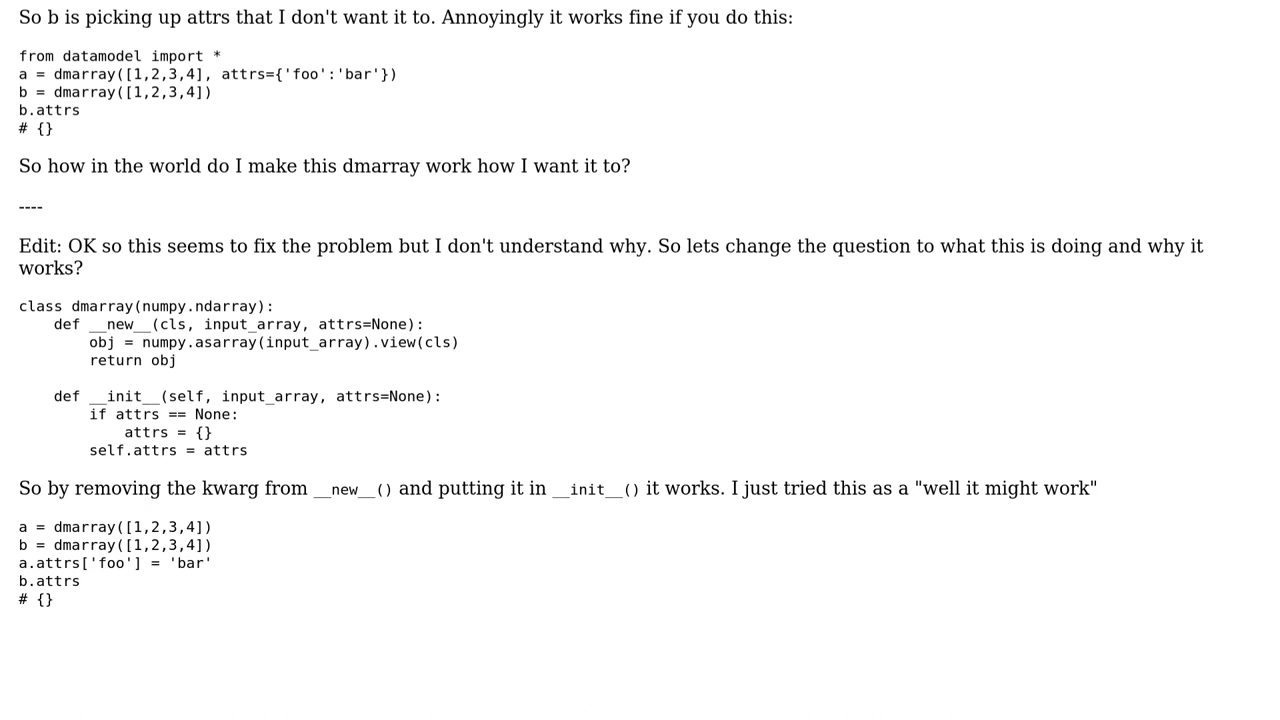 So b is picking up attrs that I don't want it to. Annoyingly it works fine if you do this:
from datamodel import *
a = dmarray([1,2,3,4], attrs={'foo':'bar'})
b = dmarray([1,2,3,4])
b.attrs
# {}
So how in the world do I make this dmarray work how I want it to?
----
Edit: OK so this seems to fix the problem but I don't understand why. So lets change the question to what this is doing and why it
works?
class dmarray(numpy.ndarray):
    def __new__(cls, input_array, attrs=None):
        obj = numpy.asarray(input_array).view(cls)
        return obj
    def __init__(self, input_array, attrs=None):
        if attrs == None:
            attrs = {}
        self.attrs = attrs
So by removing the kwarg from __new__() and putting it in __init__() it works. I just tried this as a "well it might work"
a = dmarray([1,2,3,4])
b = dmarray([1,2,3,4])
a.attrs['foo'] = 'bar'
b.attrs
# {}